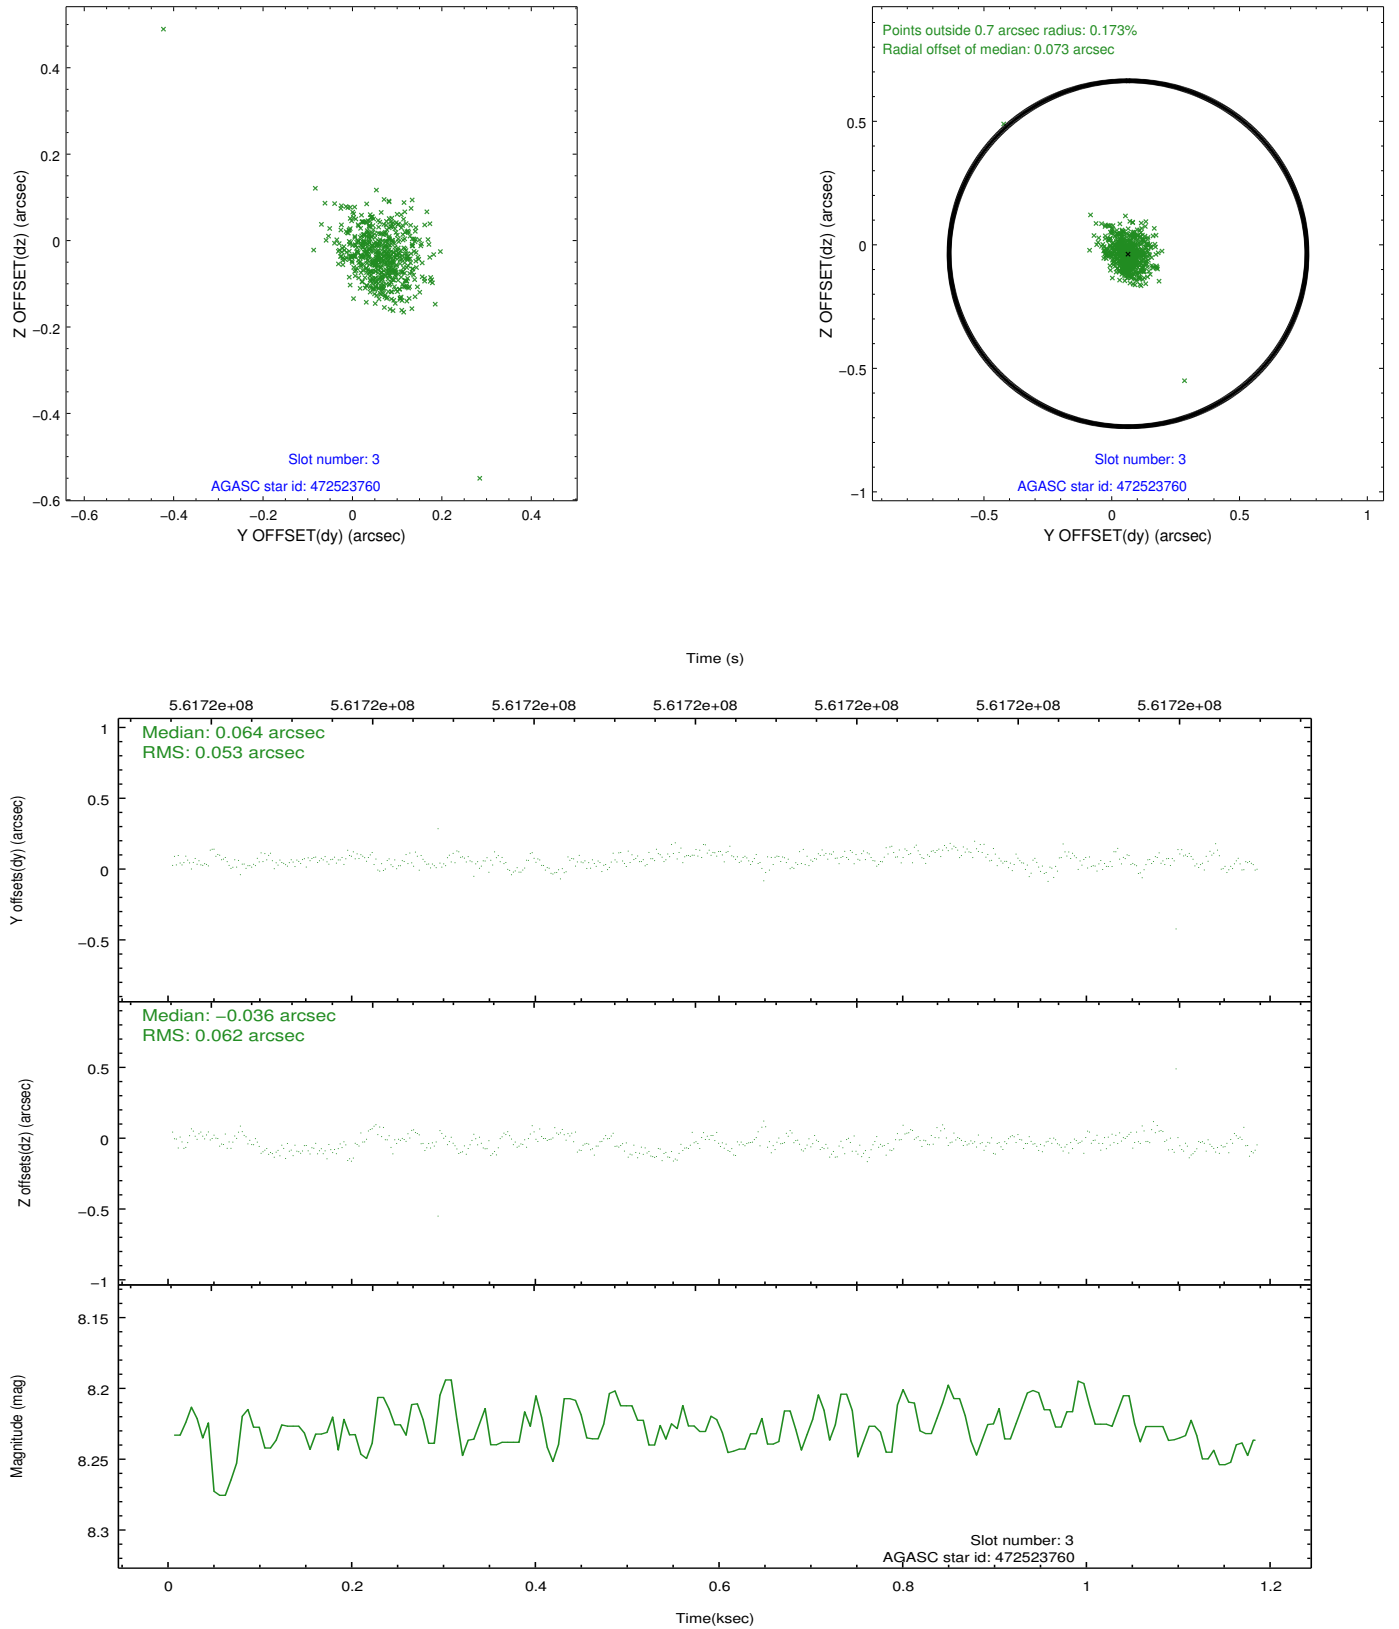 0.4
0.2
0
−0.2
−0.4
−0.6
Z OFFSET(dz) (arcsec)
Slot number: 3
AGASC star id: 472523760
−0.6 −0.4 −0.2 0 0.2 0.4
Y OFFSET(dy) (arcsec)
Points outside 0.7 arcsec radius: 0.173%
Radial offset of median: 0.073 arcsec
0.5
0
−0.5
−1
Z OFFSET(dz) (arcsec)
Slot number: 3
AGASC star id: 472523760
−0.5 0 0.5 1
Y OFFSET(dy) (arcsec)
Time (s)
5.6172e+08 5.6172e+08 5.6172e+08 5.6172e+08 5.6172e+08 5.6172e+08 5.6172e+08
Median: 0.064 arcsec
RMS: 0.053 arcsec
1
0.5
0
−0.5
Y offsets(dy) (arcsec)
Median: −0.036 arcsec
RMS: 0.062 arcsec
0.5
0
−0.5
−1
Z offsets(dz) (arcsec)
8.15
8.2
8.25
8.3
Magnitude (mag)
Slot number: 3
AGASC star id: 472523760
0 0.2 0.4 0.6 0.8 1 1.2
Time(ksec)